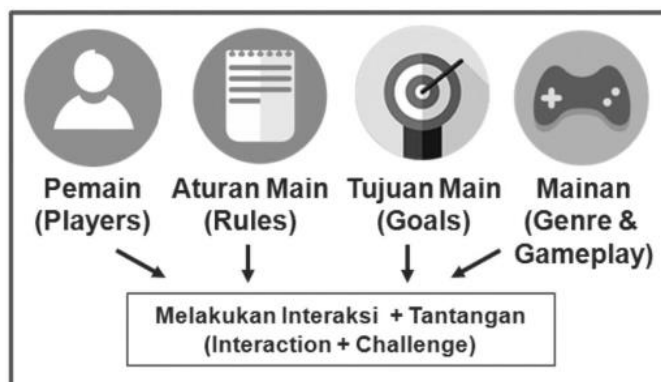 Pemain
(Players)
Aturan Main
(Rules)
Tujuan Main
(Goals)
Mainan
(Genre &
Gameplay)
Melakukan Interaksi + Tantangan
(Interaction + Challenge)